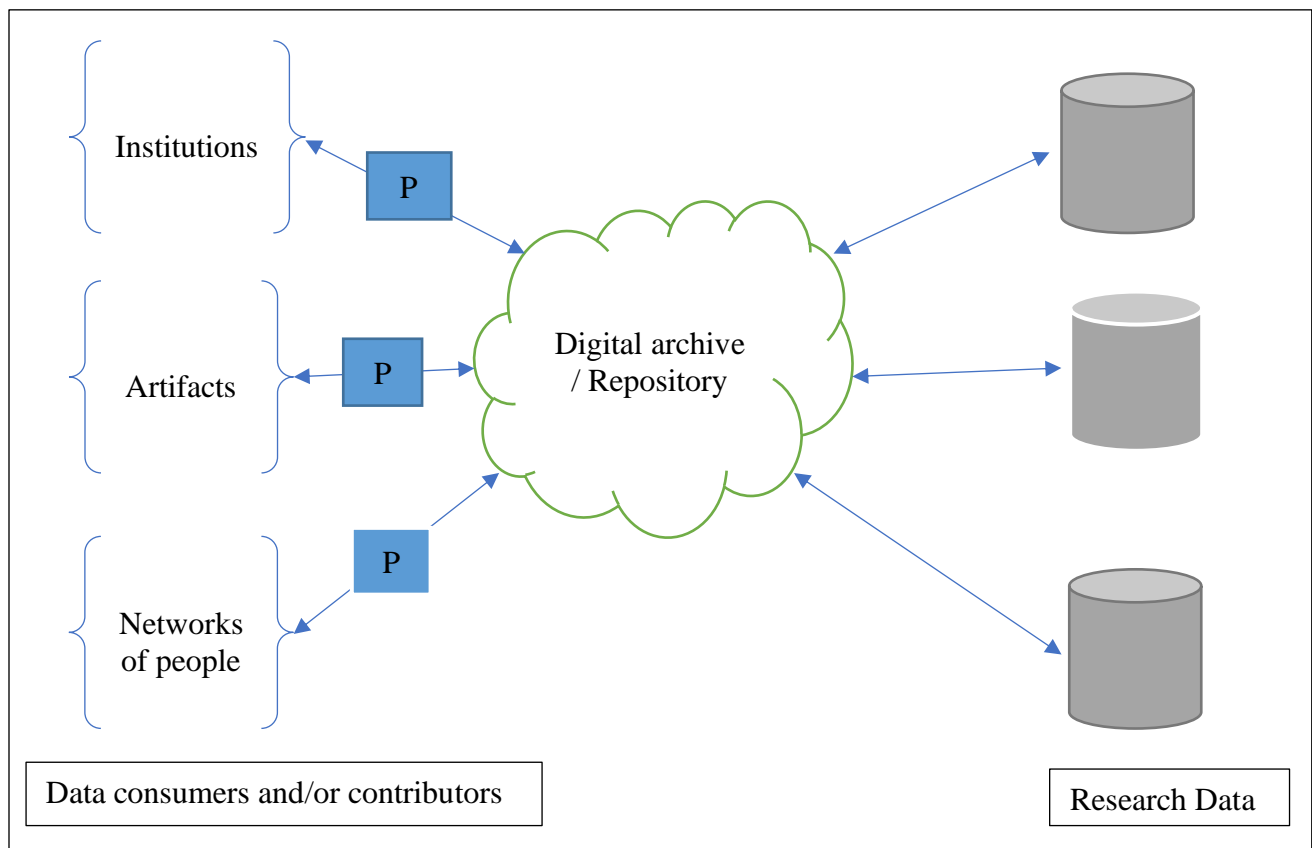 Institutions
P
Artifacts
P
Digital archive
/ Repository
P
Networks
of people
Data consumers and/or contributors
Research Data